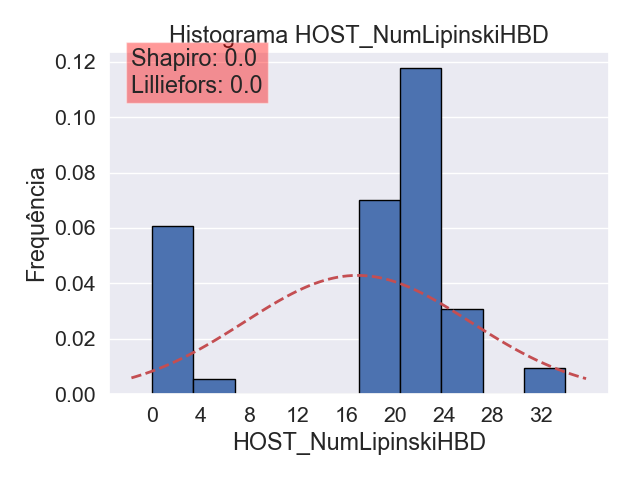 Histograma HOST_NumLipinskiHBD
Shapiro: 0.0
Lilliefors: 0.0
0.12
0.10
0.08
0.06
0.04
0.02
0.00
Frequência
0 4 8 12 16 20 24 28 32
HOST_NumLipinskiHBD